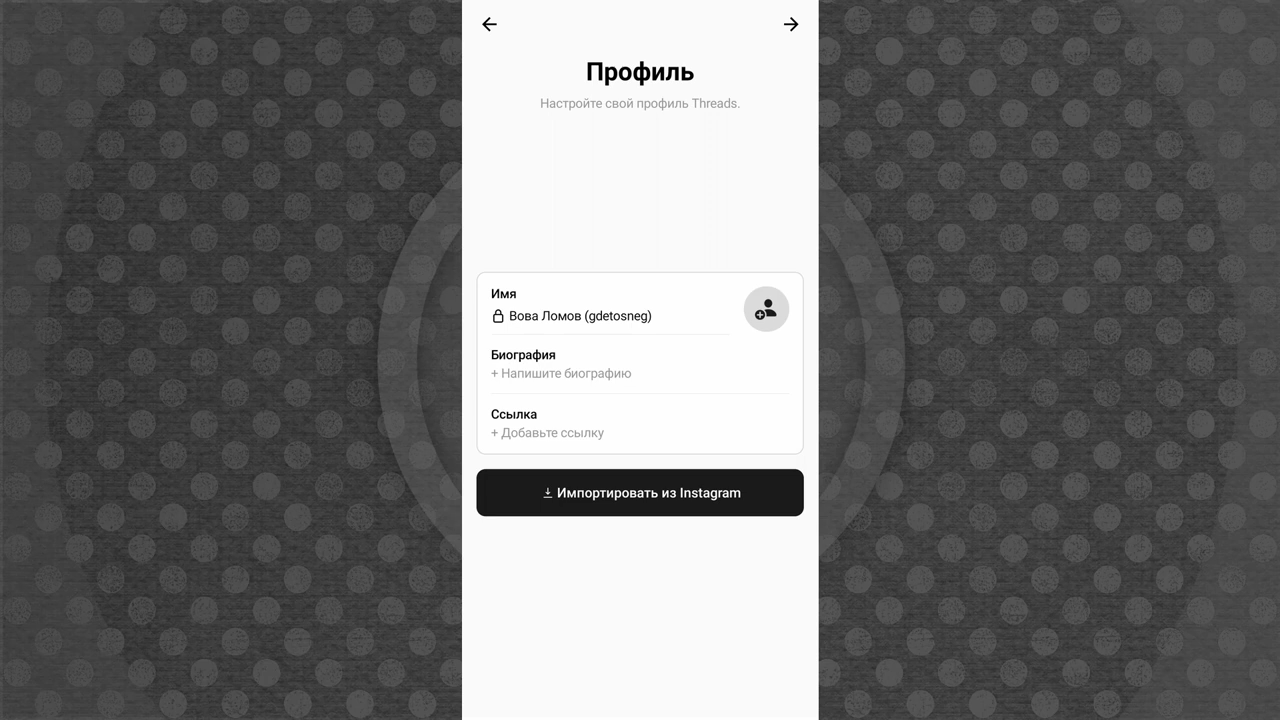 Профиль
Настройте свой профиль Threads.
Имя
Вова Ломов (gdetosneg)
Биография
+ Напишите биографию
Ссылка
+ Добавьте ссылку
Импортировать из Instagram